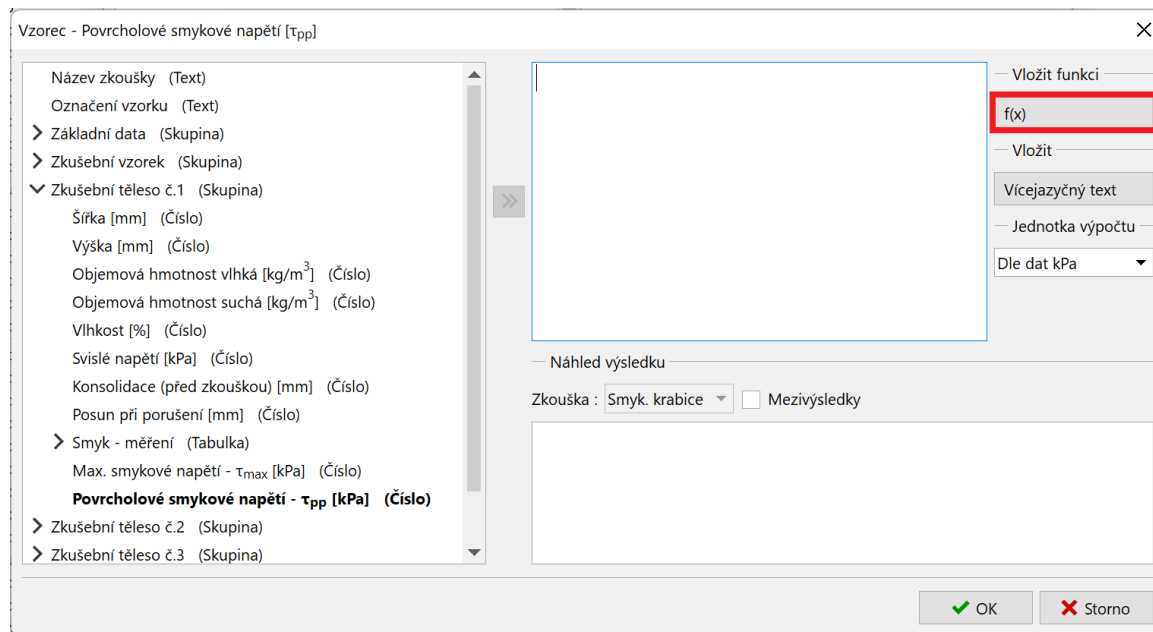 Vzorec - Povrcholové smykové napětí [τpp]
Název zkoušky (Text)
Označení vzorku (Text)
Základní data (Skupina)
Zkušební vzorek (Skupina)
Zkušební těleso č.1 (Skupina)
Šířka [mm] (Číslo)
Výška [mm] (Číslo)
Objemová hmotnost vlhká [kg/m³] (Číslo)
Objemová hmotnost suchá [kg/m³] (Číslo)
Vlhkost [%] (Číslo)
Svislé napětí [kPa] (Číslo)
Konsolidace (před zkouškou) [mm] (Číslo)
Posun při porušení [mm] (Číslo)
Smyk - měření (Tabulka)
Max. smykové napětí - τmax [kPa] (Číslo)
Povrcholové smykové napětí - τpp [kPa] (Číslo)
Zkušební těleso č.2 (Skupina)
Zkušební těleso č.3 (Skupina)
Vložit funkci
f(x)
Vložit
Vícejazyčný text
Jednotka výpočtu
Dle dat kPa
Náhled výsledku
Zkouška : Smyk. krabice Mezivýsledky
OK Storno